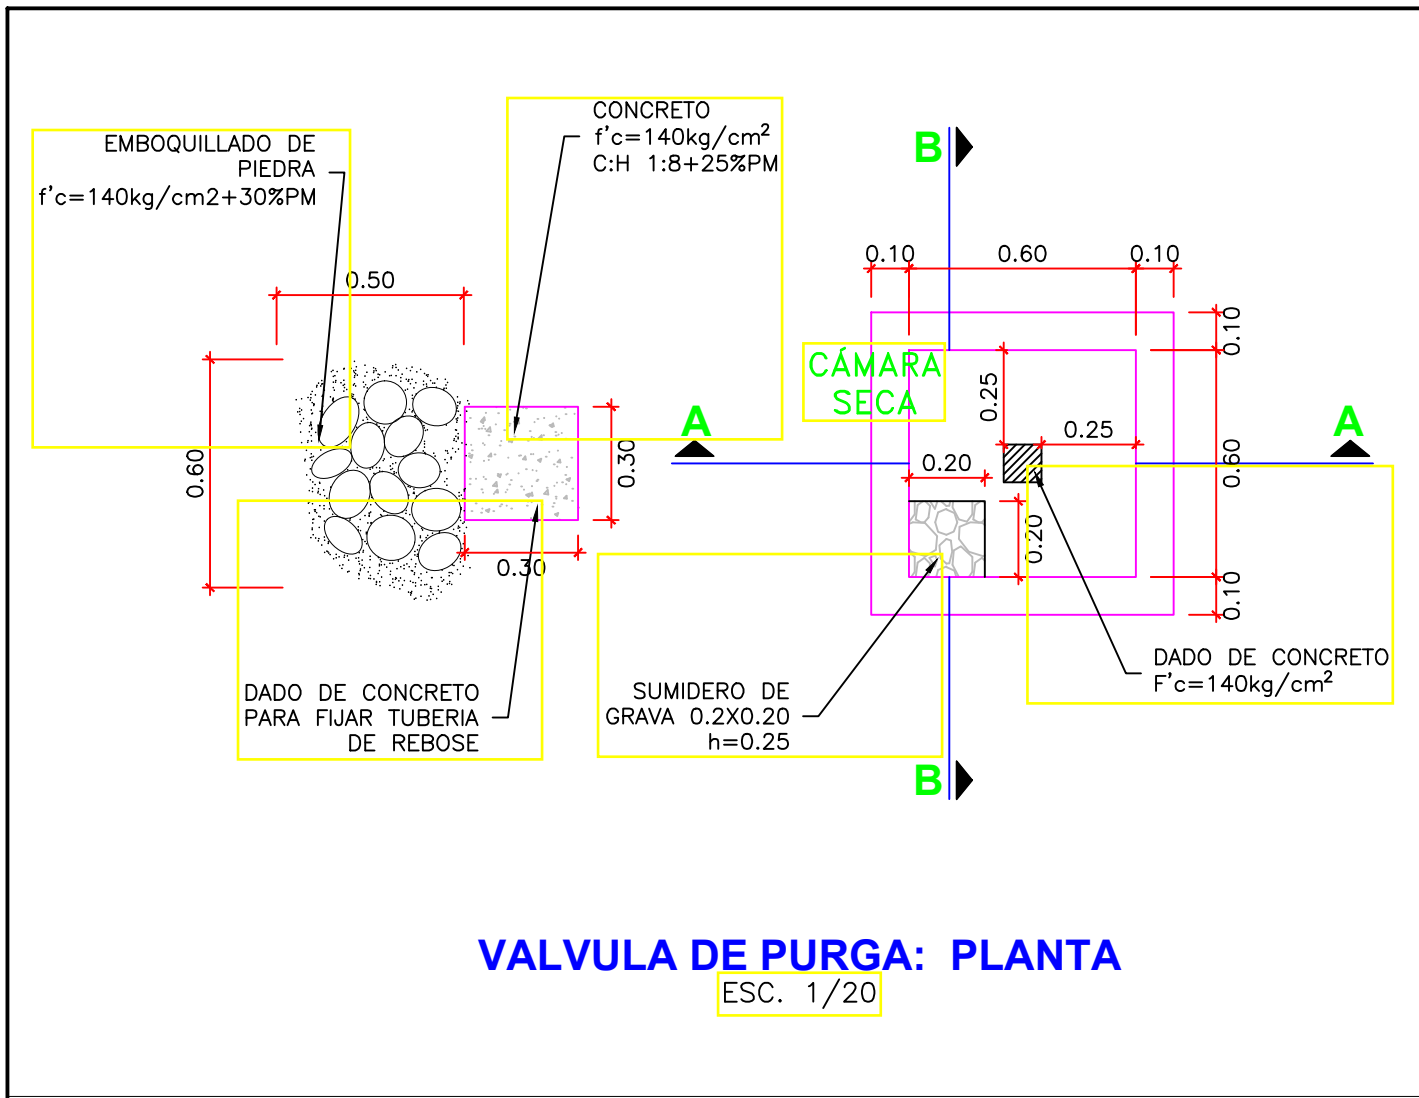 EMBOQUILLADO DE
PIEDRA
f'c=140kg/cm2+30%PM
CONCRETO
f'c=140kg/cm²
C:H 1:8+25%PM
B
0.10
0.60
0.10
0.50
0.10
CÁMARA
SECA
0.25
0.25
A
A
0.60
0.30
0.20
0.60
0.20
0.30
0.10
DADO DE CONCRETO
F'c=140kg/cm²
DADO DE CONCRETO
PARA FIJAR TUBERIA
DE REBOSE
SUMIDERO DE
GRAVA 0.2X0.20
h=0.25
B
VALVULA DE PURGA: PLANTA
ESC. 1/20